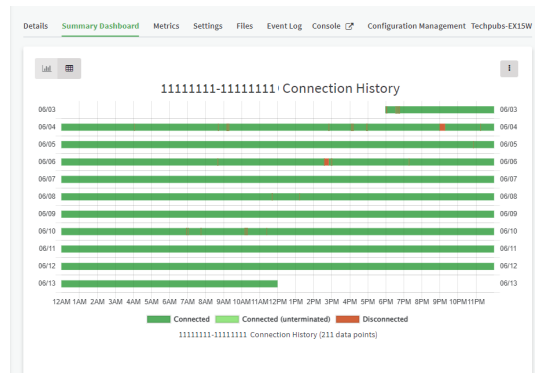 Details Summary Dashboard Metrics Settings Files Event Log Console Configuration Management Techpubs-EX15W
11111111-11111111 Connection History
06/03 06/03
06/04 06/04
06/05 06/05
06/06 06/06
06/07 06/07
06/08 06/08
06/09 06/09
06/10 06/10
06/11 06/11
06/12 06/12
06/13 06/13
12AM 1AM 2AM 3AM 4AM 5AM 6AM 7AM 8AM 9AM 10AM 11AM 12PM 1PM 2PM 3PM 4PM 5PM 6PM 7PM 8PM 9PM 10PM 11PM
Connected Connected (unterminated) Disconnected
11111111-11111111 Connection History (211 data points)